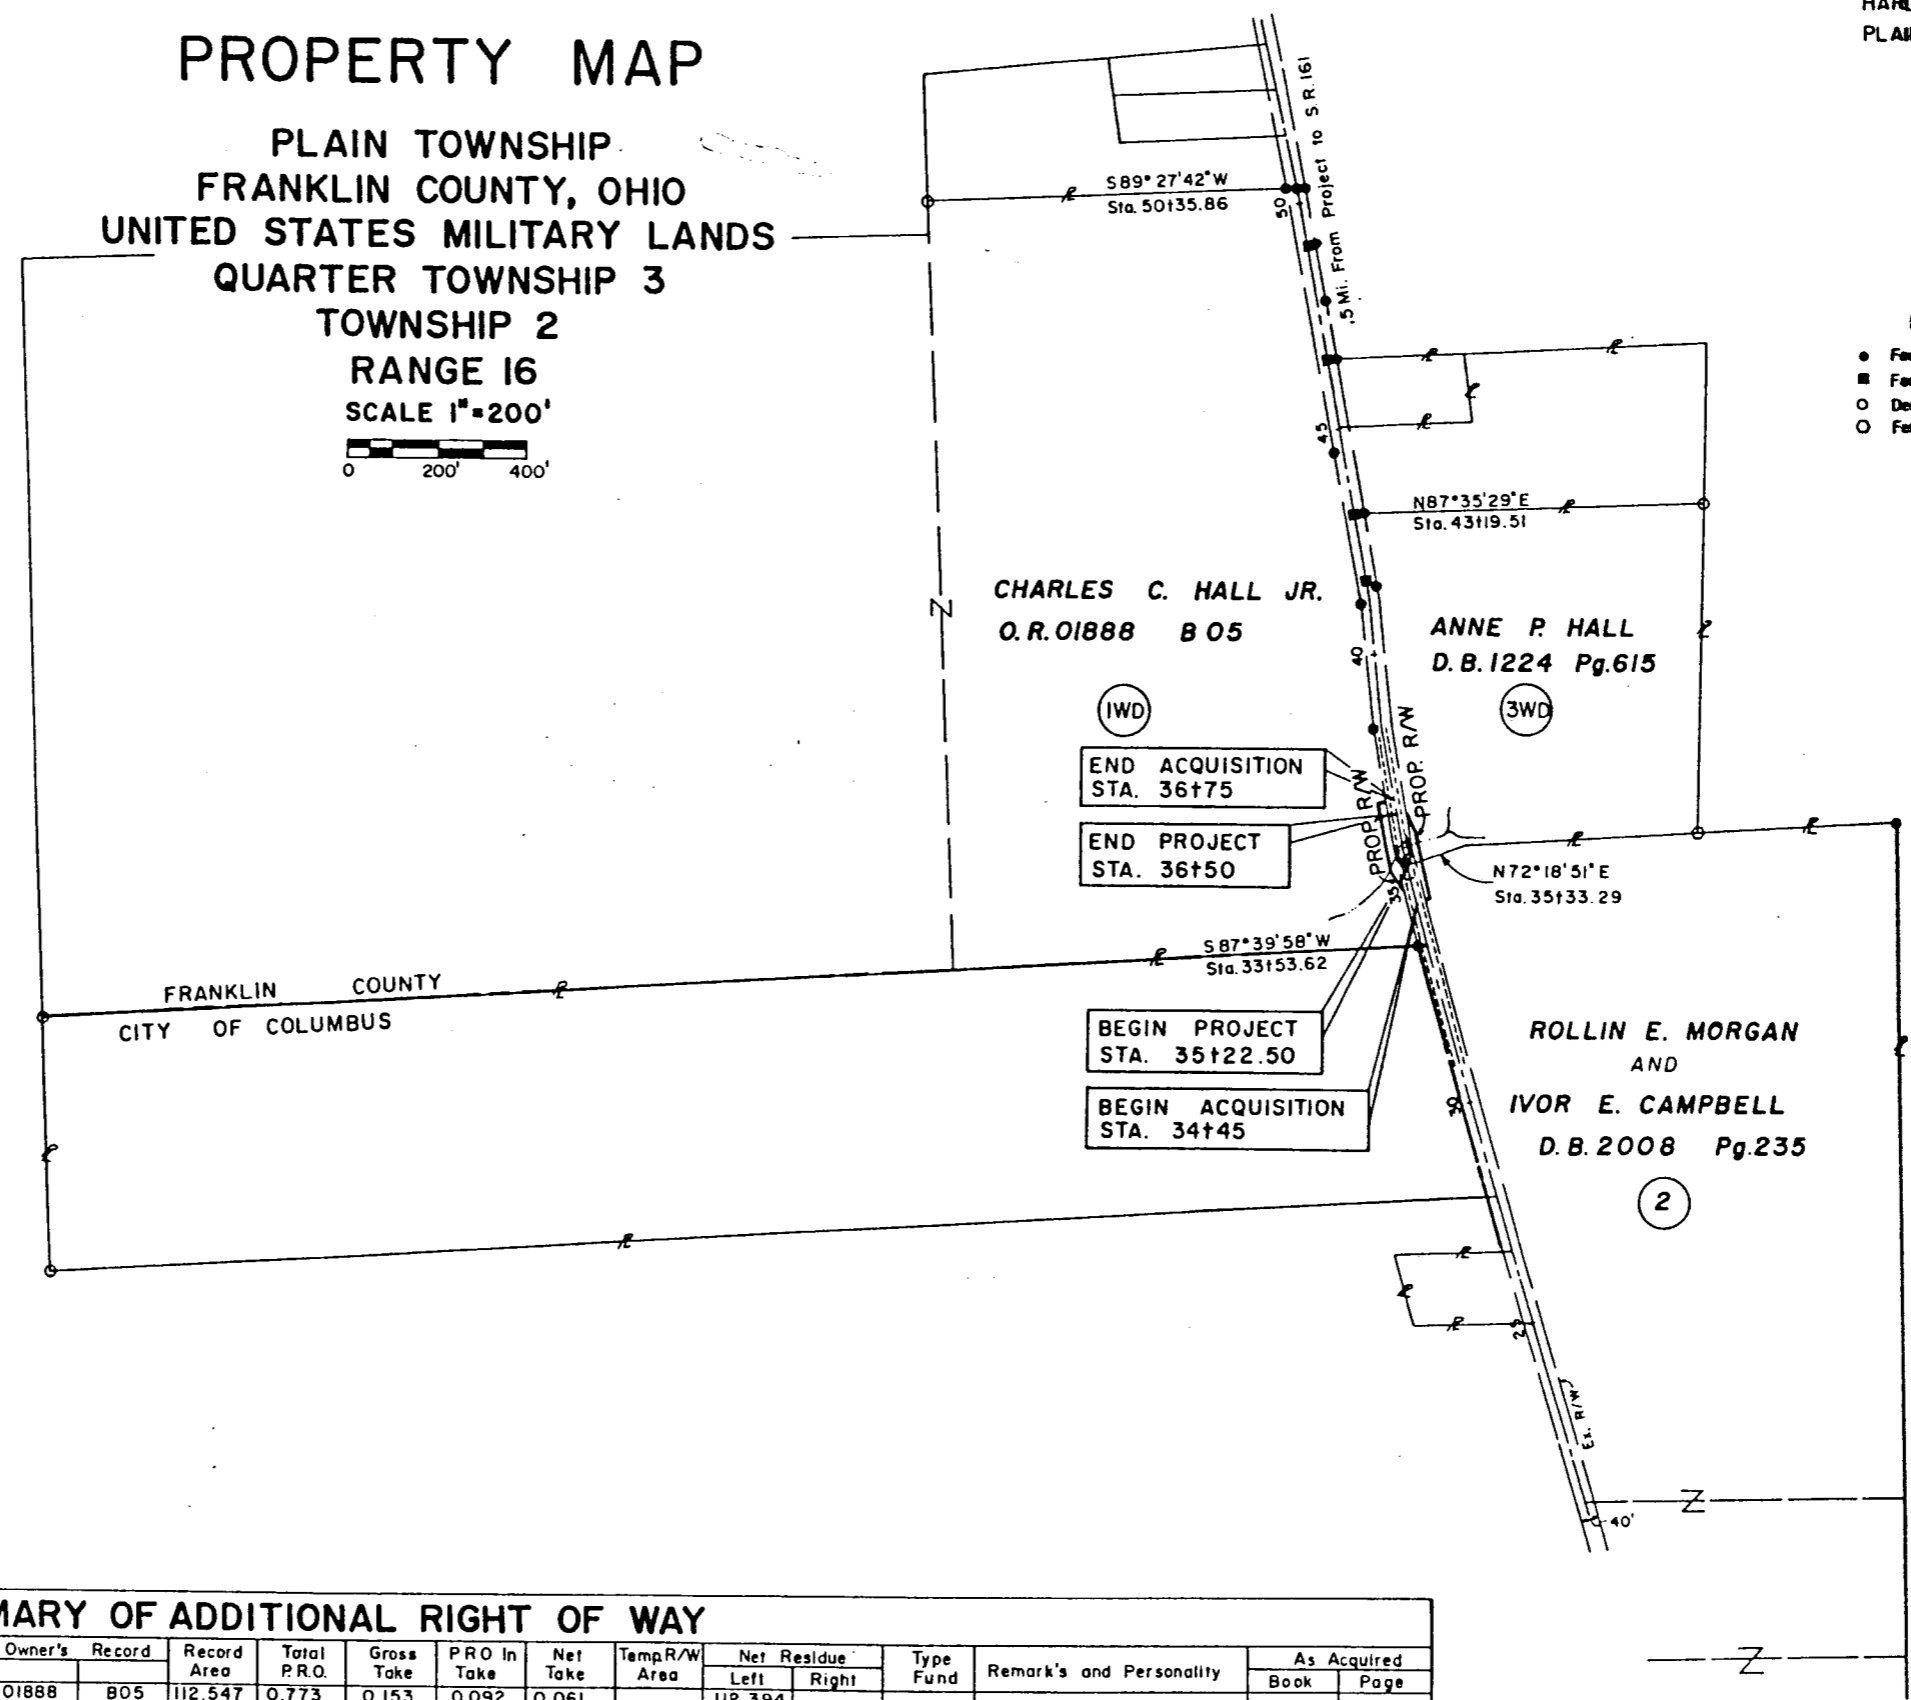 PROPERTY MAP
PLAIN TOWNSHIP
FRANKLIN COUNTY, OHIO
UNITED STATES MILITARY LANDS
QUARTER TOWNSHIP 3
TOWNSHIP 2
RANGE 16
SCALE 1"=200'
0 200' 400'
S89°27'42"W
Sta. 50+35.86
50
.5 Mi. From Project to S.R. 161
45
N87°35'29"E
Sta. 43+19.51
CHARLES C. HALL JR.
O.R. 01888 B 05
1WD
ANNE P. HALL
D.B. 1224 Pg. 615
3WD
40
PROP. R/W
PROP. R/W
END ACQUISITION
STA. 36+75
END PROJECT
STA. 36+50
N72°18'51"E
Sta. 35+33.29
35
S87°39'58"W
Sta. 33+53.62
FRANKLIN COUNTY
CITY OF COLUMBUS
BEGIN PROJECT
STA. 35+22.50
BEGIN ACQUISITION
STA. 34+45
30
ROLLIN E. MORGAN
AND
IVOR E. CAMPBELL
D.B. 2008 Pg. 235
2
25
Ex. R/W
40'
OF ADDITIONAL RIGHT OF WAY
Owner's Record
Record Area
Total P.R.O.
Gross Take
PRO In Take
Net Take
Temp. R/W Area
Net Residue
Left Right
Type Fund
Remark's and Personality
As Acquired
Book Page
01888 B05 112.547 0.773 0.153 0.092 0.061